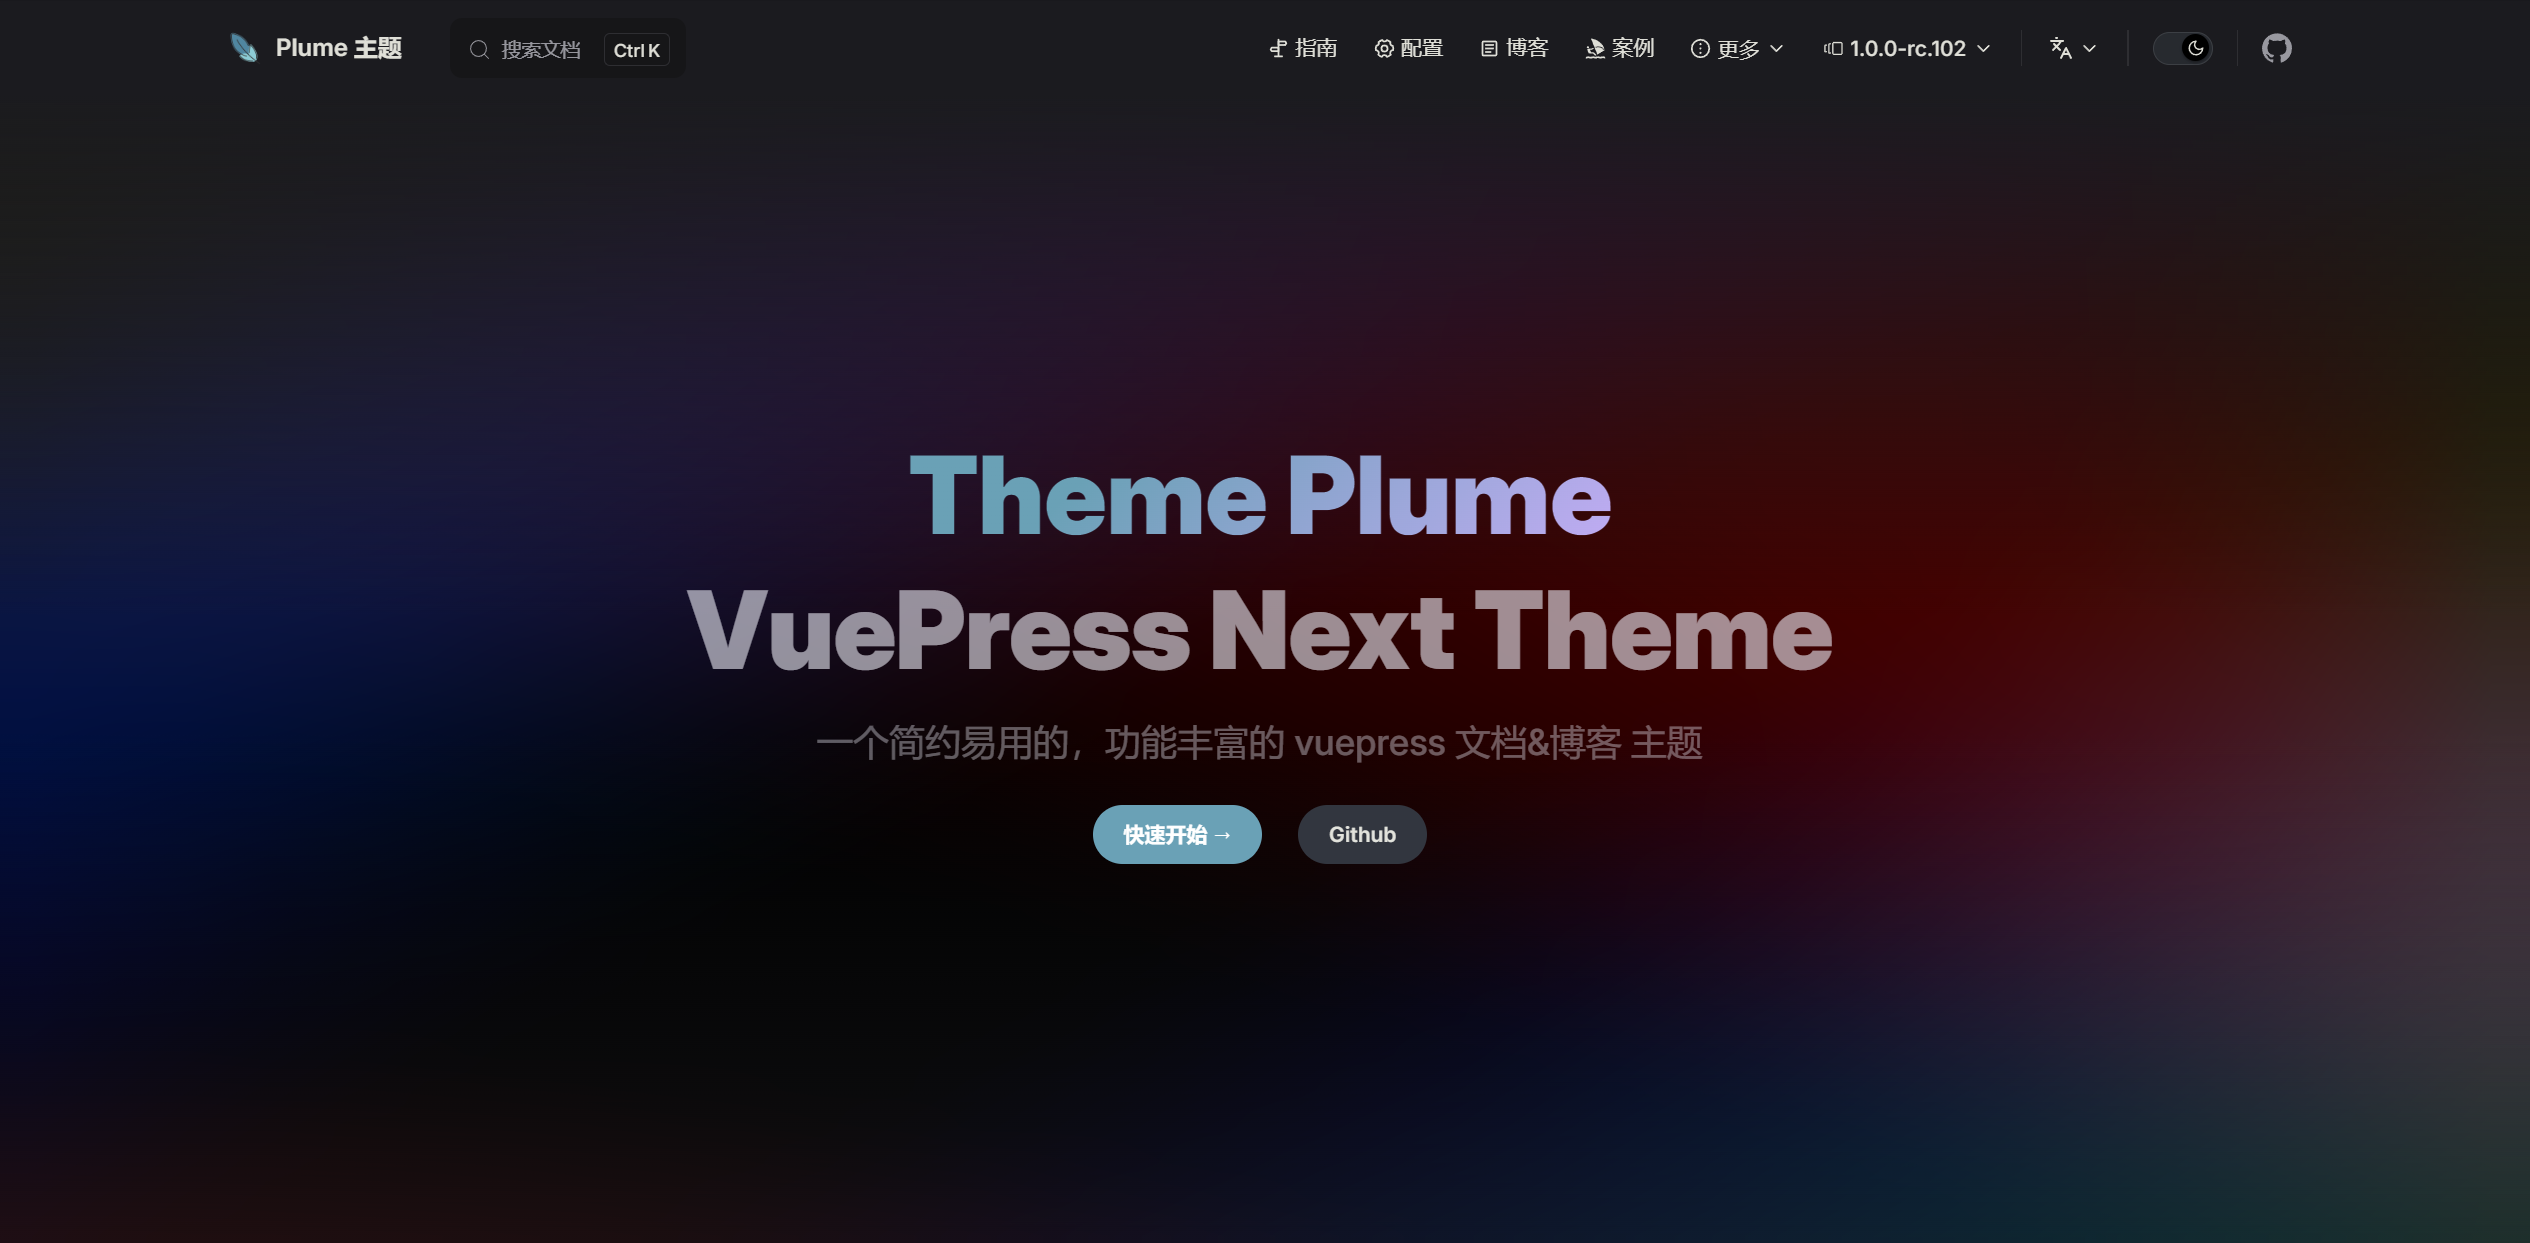 Plume 主题
搜索文档 Ctrl K
指南 配置 博客 案例 更多 1.0.0-rc.102
Theme Plume
VuePress Next Theme
一个简约易用的，功能丰富的 vuepress 文档&博客 主题
快速开始 → Github